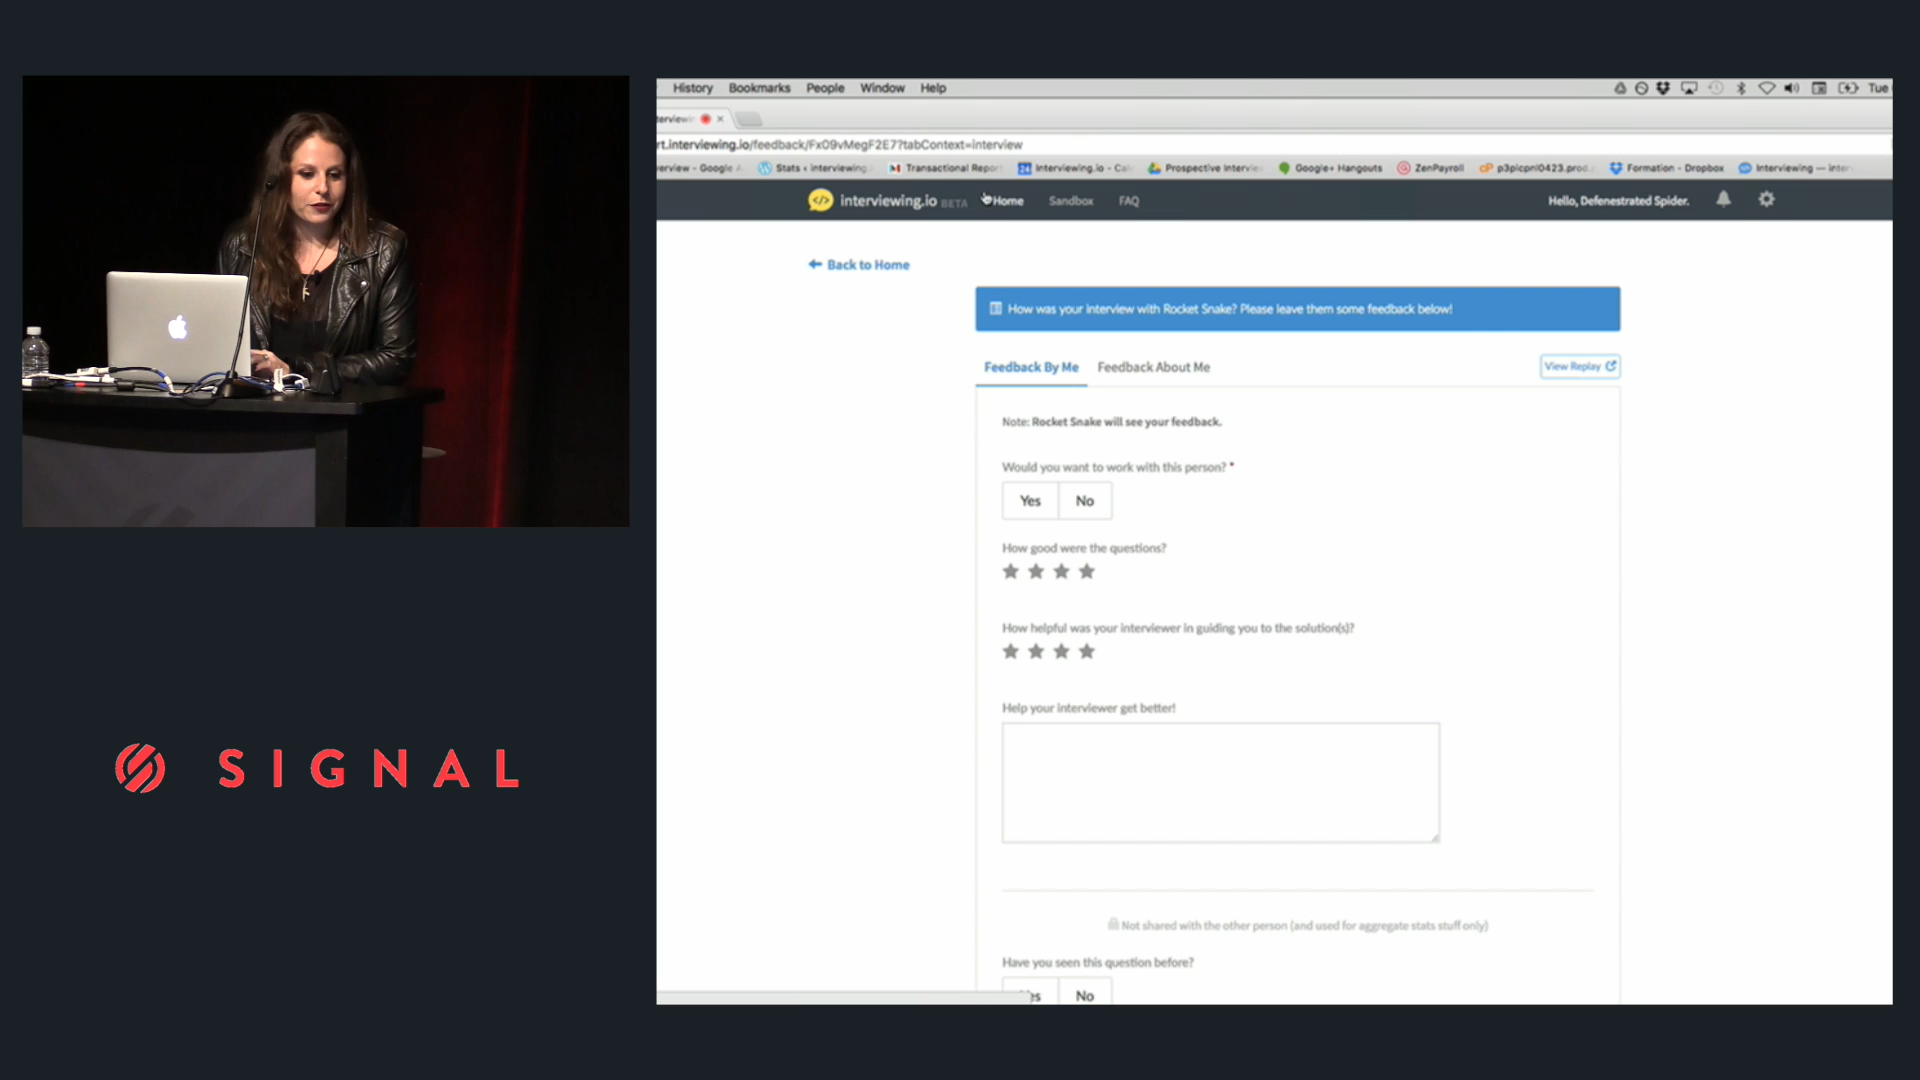 History Bookmarks People Window Help
Tue
rt.interviewing.io/feedback/FxO9vMegF2E7?tabContext=interview
Stats ‹ interviewing
Transactional Report
Interviewing.io - Cal
Prospective Interviews
Google+ Hangouts
ZenPayroll
p3plcpnl0423.prod
Formation - Dropbox
Interviewing — inter
interviewing.io BETA
Home
Sandbox
FAQ
Hello, Defenestrated Spider.
Back to Home
How was your interview with Rocket Snake? Please leave them some feedback below!
Feedback By Me
Feedback About Me
View Replay
Note: Rocket Snake will see your feedback.
Would you want to work with this person? *
Yes
No
How good were the questions?
How helpful was your interviewer in guiding you to the solution(s)?
Help your interviewer get better!
Not shared with the other person (and used for aggregate stats stuff only)
Have you seen this question before?
No
SIGNAL